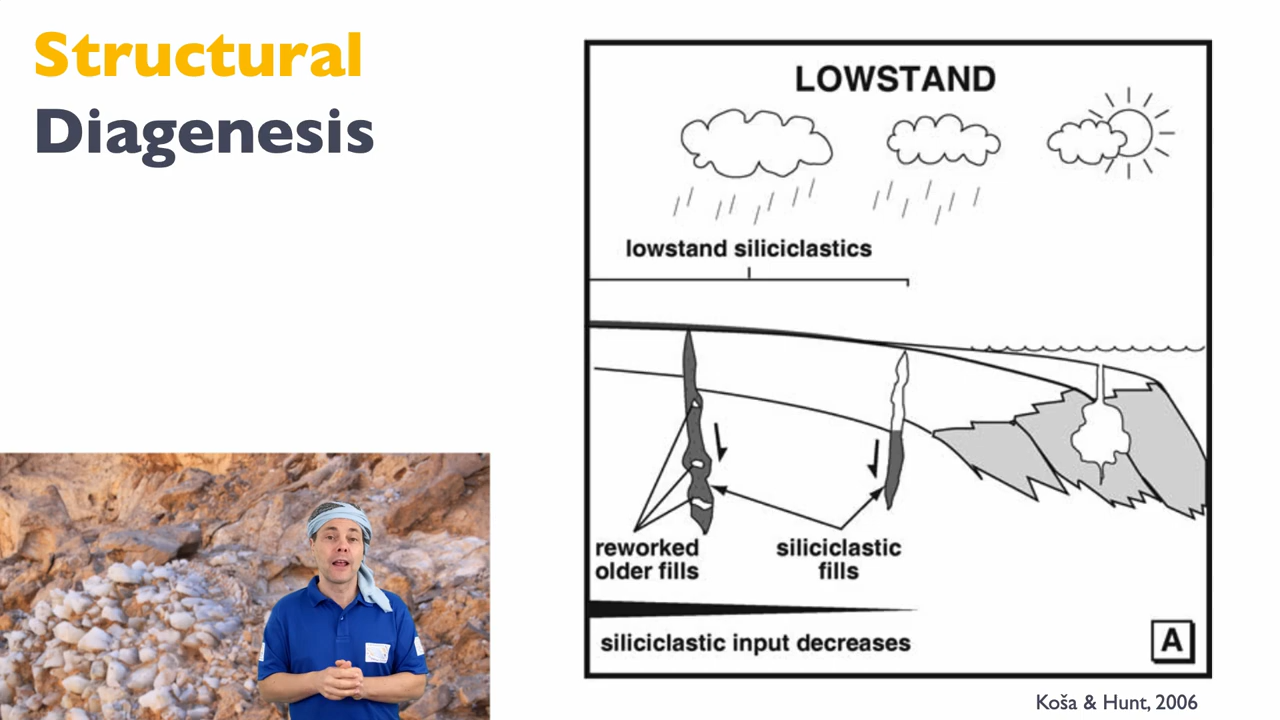 Structural
Diagenesis
LOWSTAND
lowstand siliciclastics
reworked
older fills
siliciclastic
fills
siliciclastic input decreases
A
Koša & Hunt, 2006